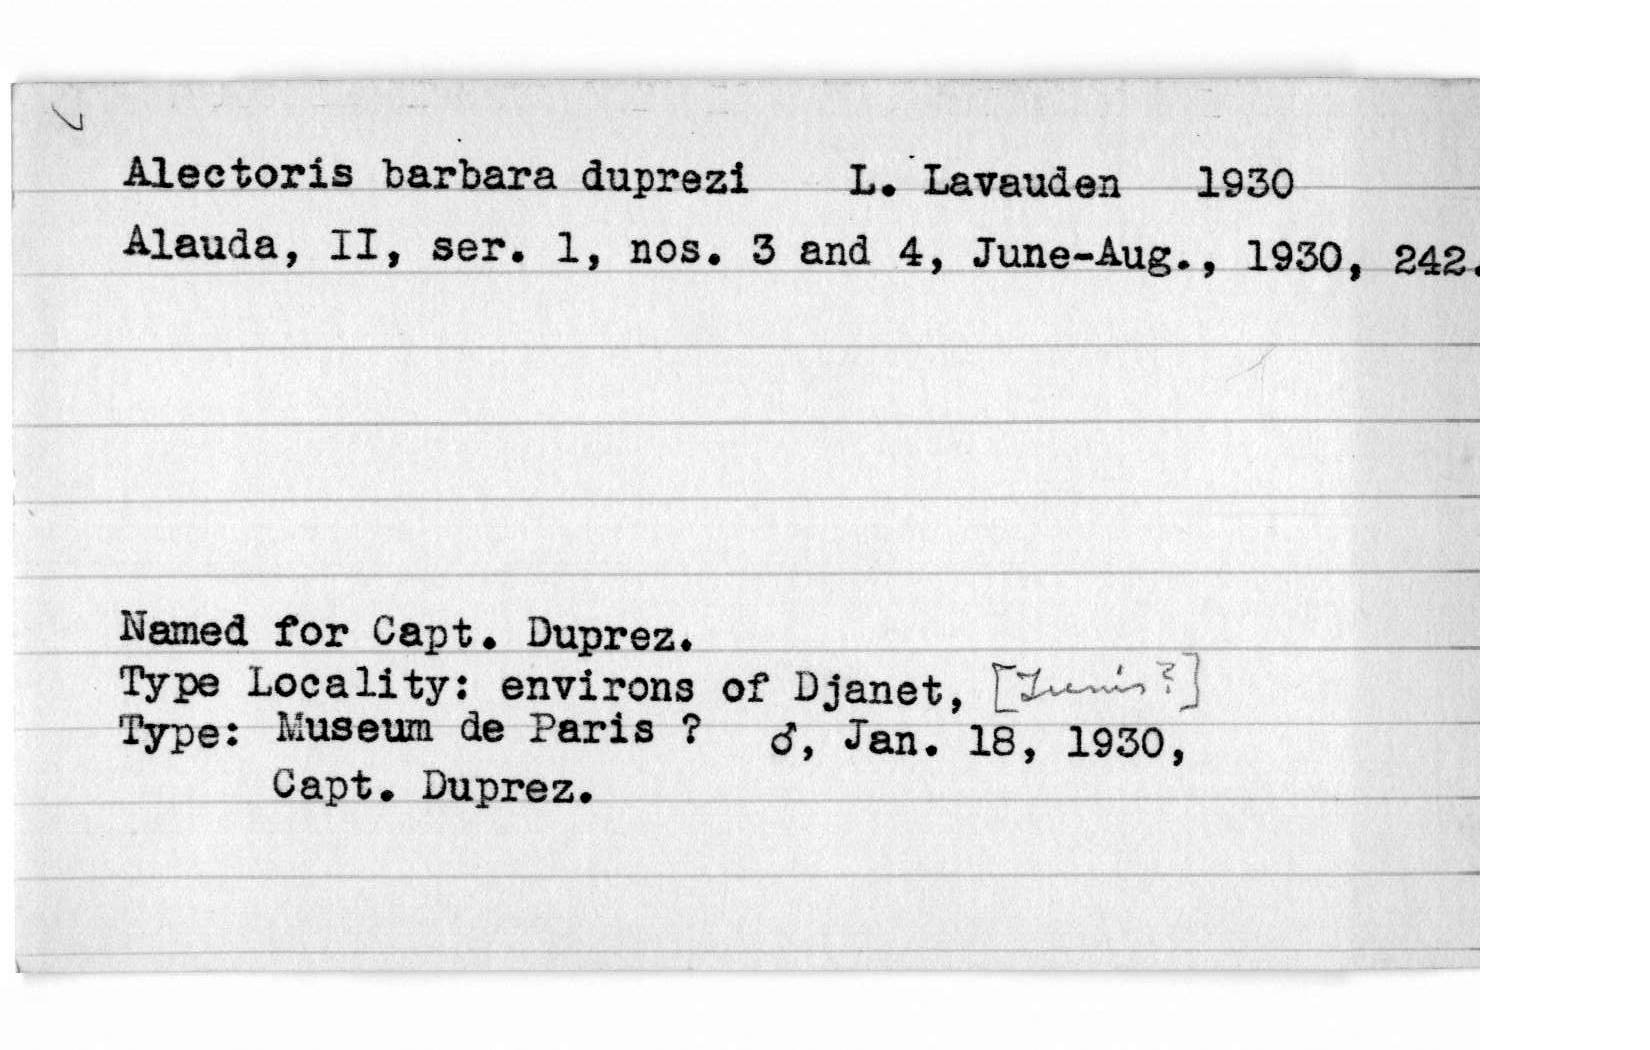 Alectoris barbara duprezi L. Lavauden 1930
Alauda, II, ser. 1, nos. 3 and 4, June-Aug., 1930, 242.
Named for Capt. Duprez.
Type Locality: environs of Djanet, [Tunis?]
Type: Museum de Paris ? ♂, Jan. 18, 1930,
Capt. Duprez.